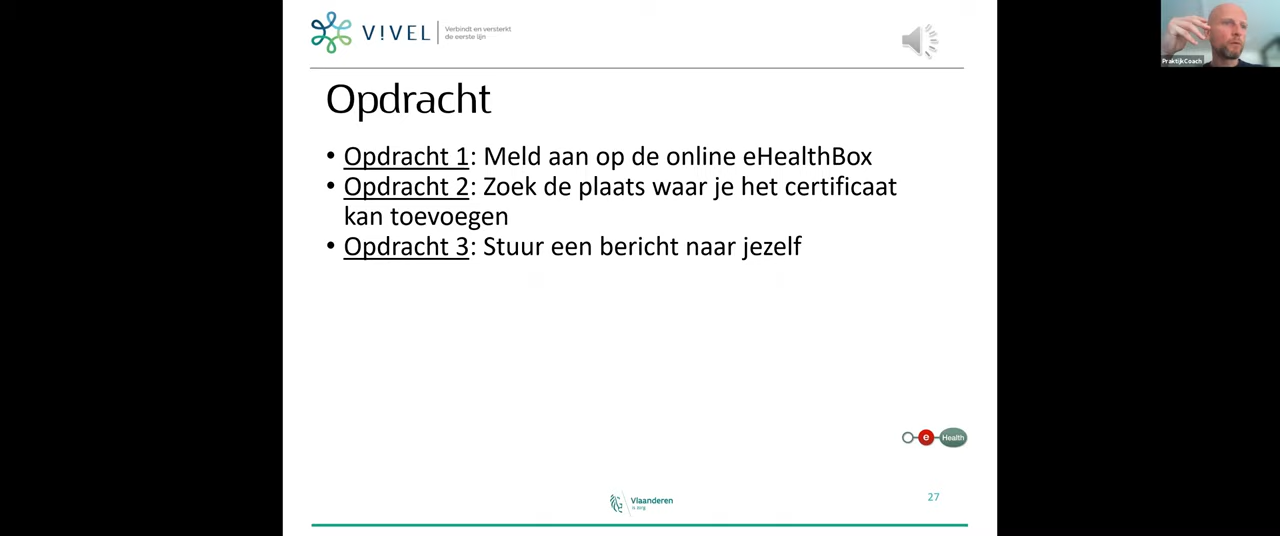 V!VEL
Verbindt en versterkt
de eerste lijn
PraktijkCoach
Opdracht
• Opdracht 1: Meld aan op de online eHealthBox
• Opdracht 2: Zoek de plaats waar je het certificaat
kan toevoegen
• Opdracht 3: Stuur een bericht naar jezelf
e Health
Vlaanderen
is zorg
27